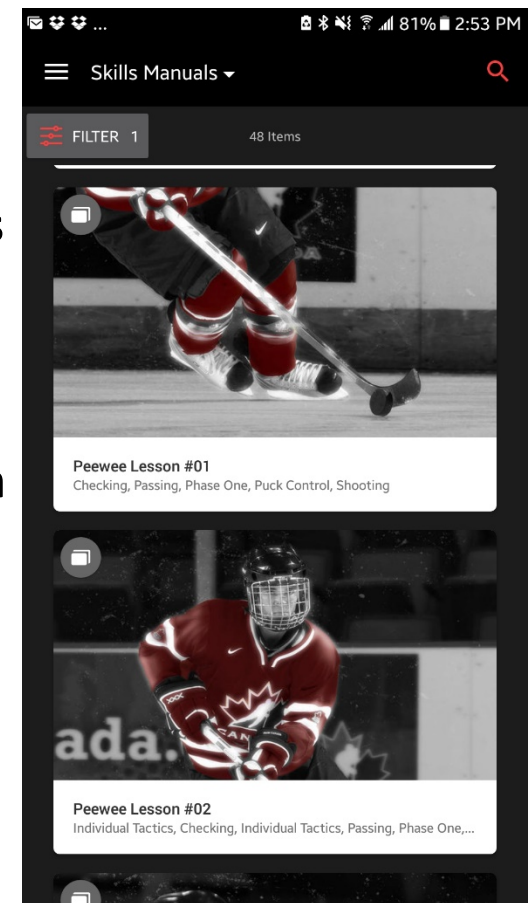 ... 81% 2:53 PM
Skills Manuals
FILTER 1 48 Items
s
n
Peewee Lesson #01
Checking, Passing, Phase One, Puck Control, Shooting
ada.
CAN
Peewee Lesson #02
Individual Tactics, Checking, Individual Tactics, Passing, Phase One,...